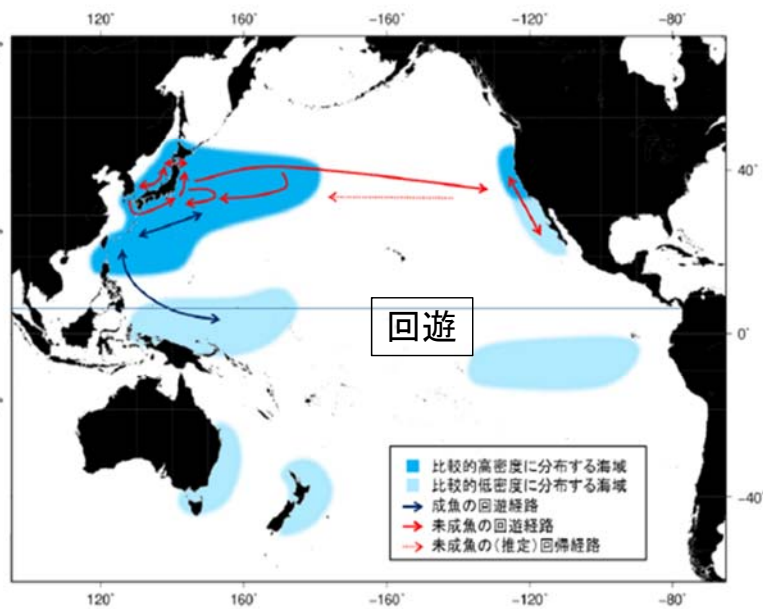 120° 160° -160° -120° -80°
40°
0°
-40°
回遊
比較的高密度に分布する海域
比較的低密度に分布する海域
成魚の回遊経路
未成魚の回遊経路
未成魚の(推定)回帰経路
120° 160° -160° -120° -80°